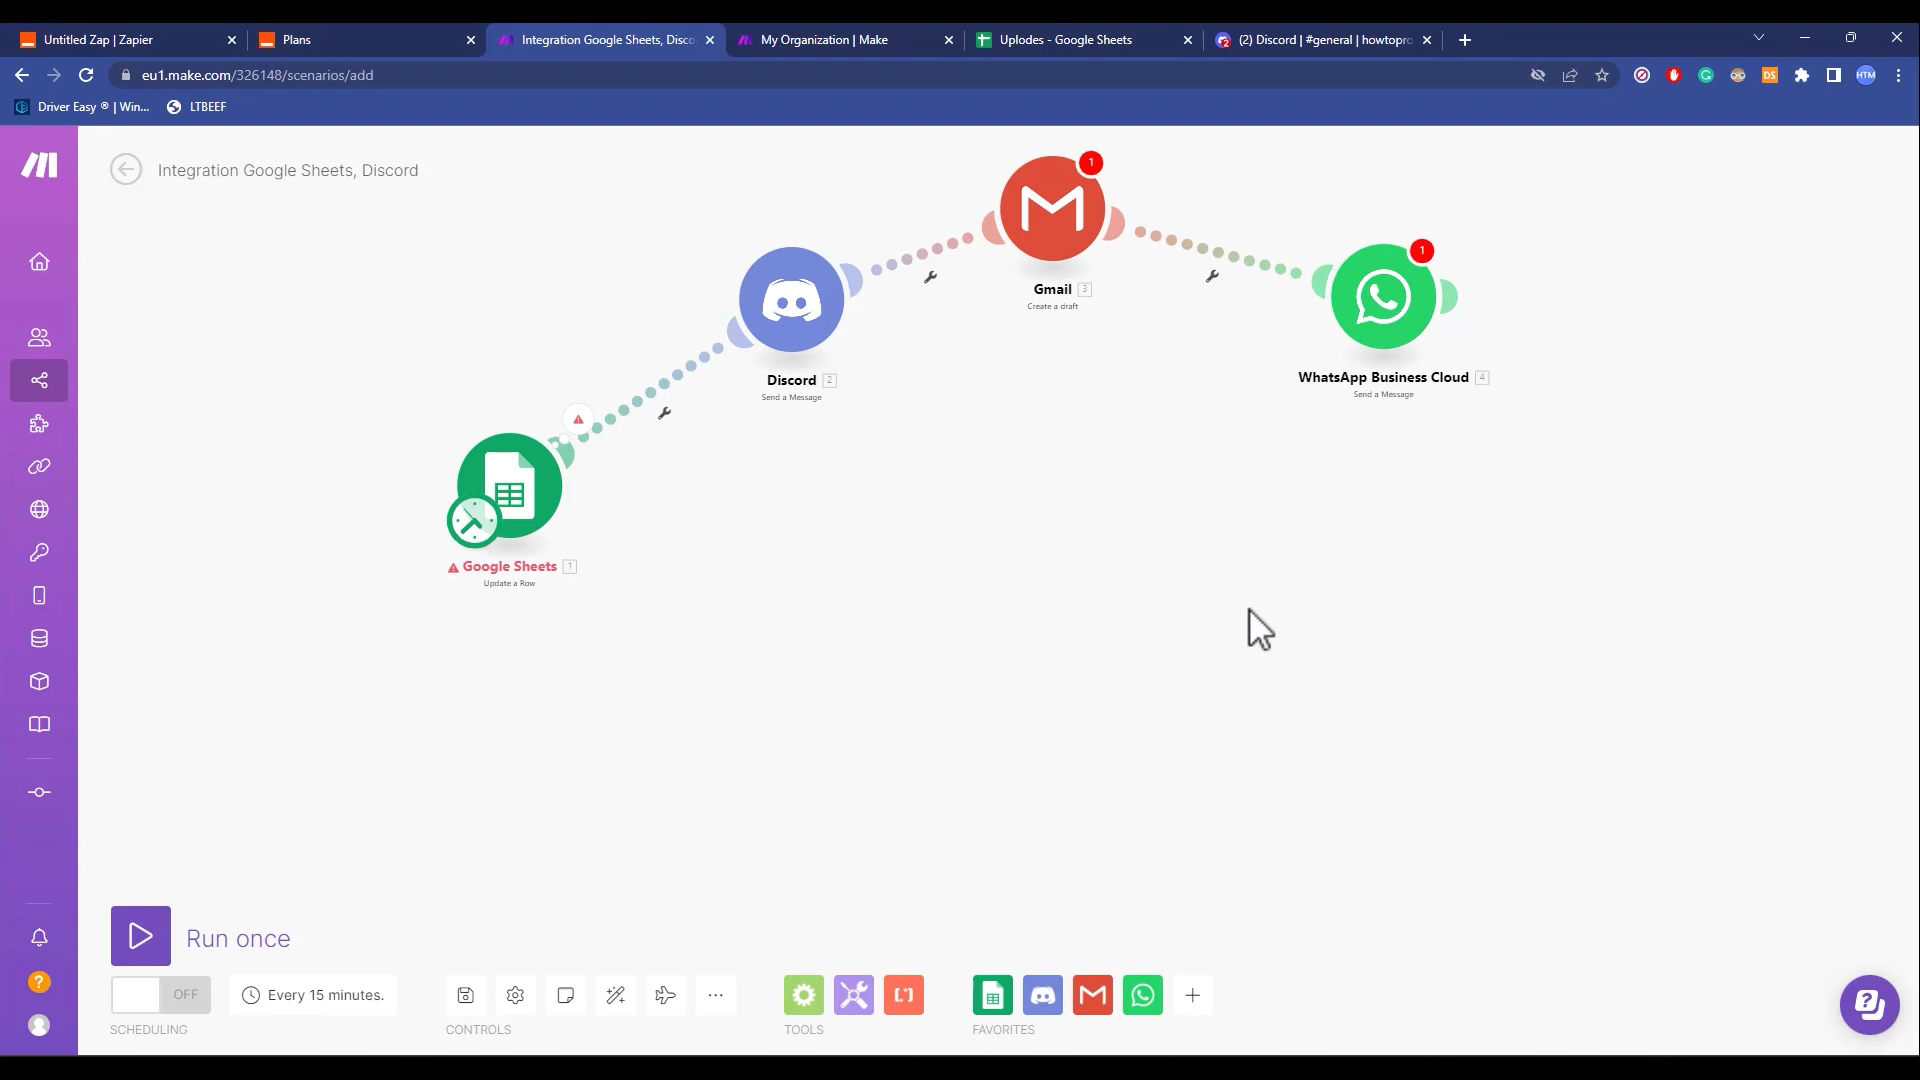 Untitled Zap | Zapier
Plans
Integration Google Sheets, Disco
My Organization | Make
Uplodes - Google Sheets
(2) Discord | #general | howtopro
eu1.make.com/326148/scenarios/add
DS
HTM
Driver Easy ® | Win...
LTBEEF
Integration Google Sheets, Discord
1
Gmail 3
Create a draft
1
WhatsApp Business Cloud 4
Send a Message
Discord 2
Send a Message
Google Sheets 1
Update a Row
Run once
OFF
Every 15 minutes.
SCHEDULING
CONTROLS
TOOLS
FAVORITES